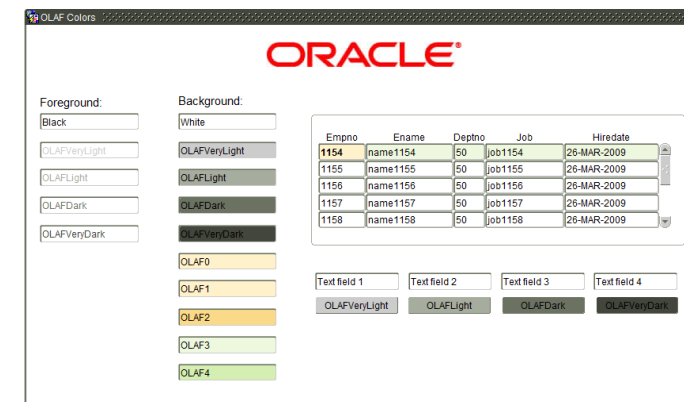 OLAF Colors
ORACLE®
Foreground:
Black
OLAFVeryLight
OLAFLight
OLAFDark
OLAFVeryDark
Background:
White
OLAFVeryLight
OLAFLight
OLAFDark
OLAFVeryDark
OLAF0
OLAF1
OLAF2
OLAF3
OLAF4
Empno Ename Deptno Job Hiredate
1154 name1154 50 job1154 26-MAR-2009
1155 name1155 50 job1155 26-MAR-2009
1156 name1156 50 job1156 26-MAR-2009
1157 name1157 50 job1157 26-MAR-2009
1158 name1158 50 job1158 26-MAR-2009
Text field 1 Text field 2 Text field 3 Text field 4
OLAFVeryLight OLAFLight OLAFDark OLAFVeryDark